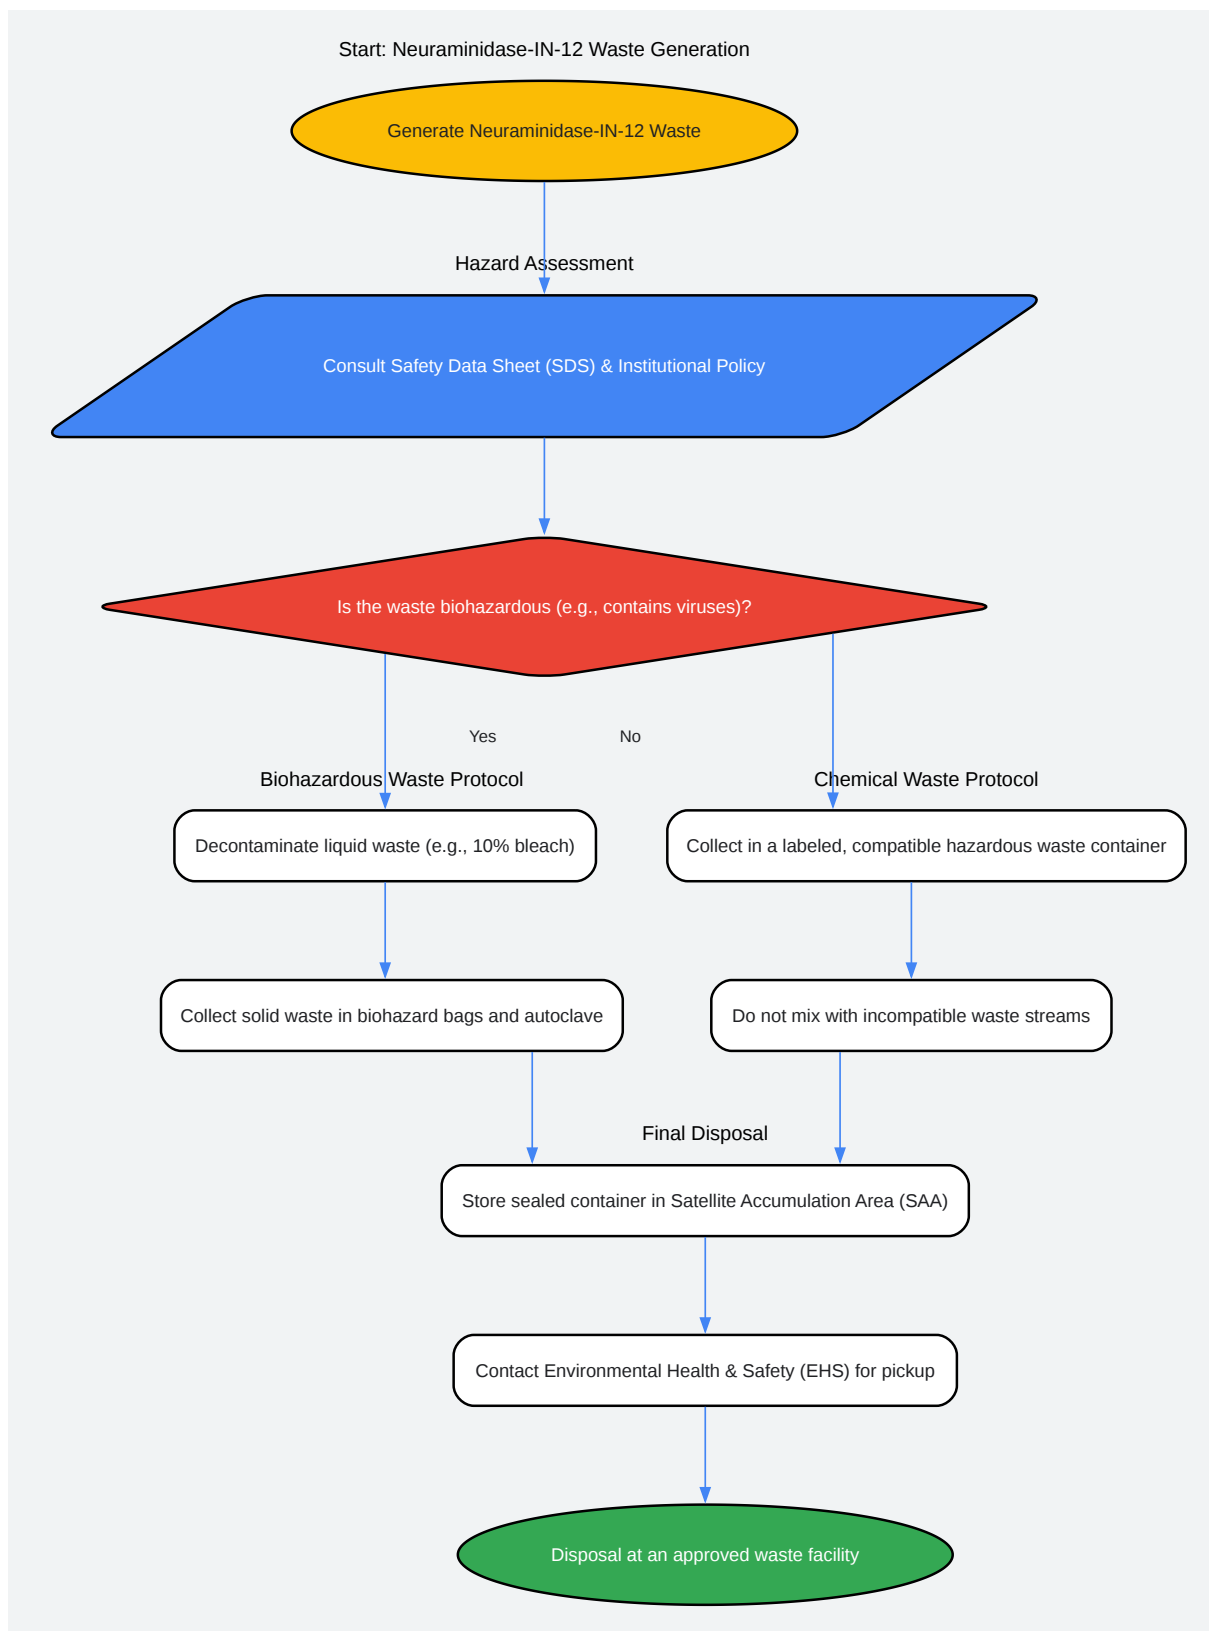 Start: Neuraminidase-IN-12 Waste Generation
Generate Neuraminidase-IN-12 Waste
Hazard Assessment
Consult Safety Data Sheet (SDS) & Institutional Policy
Is the waste biohazardous (e.g., contains viruses)?
Yes
No
Biohazardous Waste Protocol
Chemical Waste Protocol
Decontaminate liquid waste (e.g., 10% bleach)
Collect in a labeled, compatible hazardous waste container
Collect solid waste in biohazard bags and autoclave
Do not mix with incompatible waste streams
Final Disposal
Store sealed container in Satellite Accumulation Area (SAA)
Contact Environmental Health & Safety (EHS) for pickup
Disposal at an approved waste facility